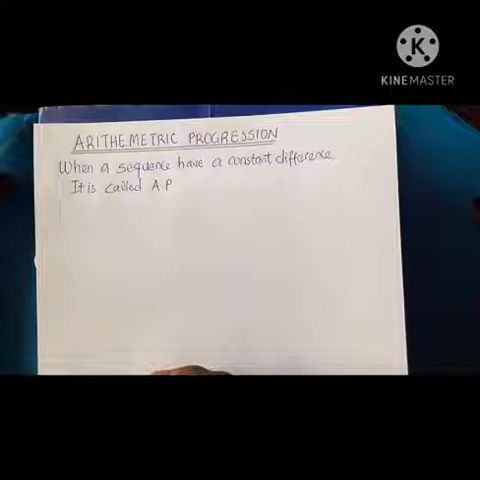 K
KINEMASTER
ARITHEMETRIC PROGRESSION
When a sequence have a constant difference.
It is called A P